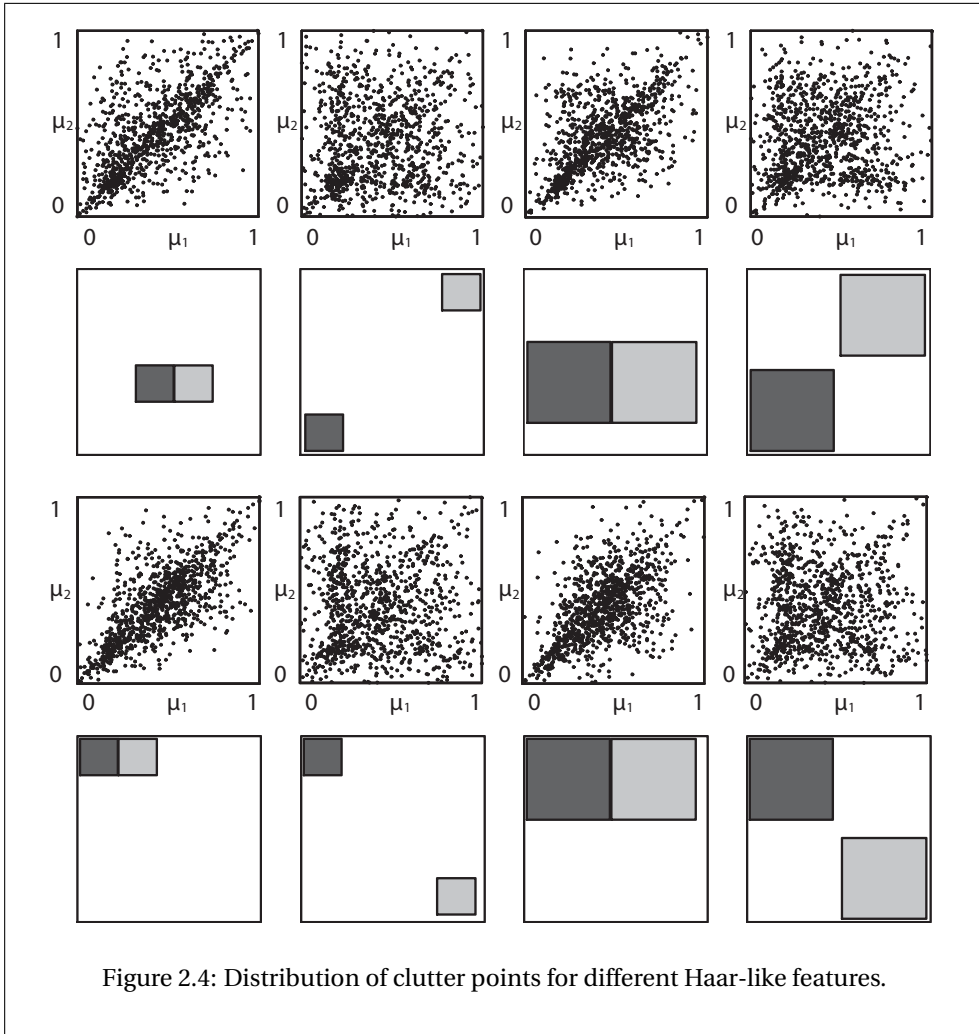 1 1 1 1
μ₂ μ₂ μ₂ μ₂
0 0 0 0
0 μ₁ 1 0 μ₁ 1 0 μ₁ 1 0 μ₁ 1
1 1 1 1
μ₂ μ₂ μ₂ μ₂
0 0 0 0
0 μ₁ 1 0 μ₁ 1 0 μ₁ 1 0 μ₁ 1
Figure 2.4: Distribution of clutter points for different Haar-like features.